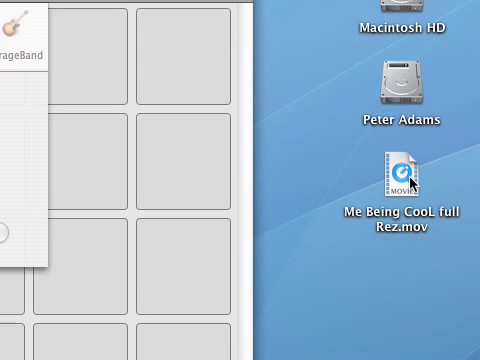 Macintosh HD
rageBand
Peter Adams
MOVIE
Me Being CooL full
Rez.mov